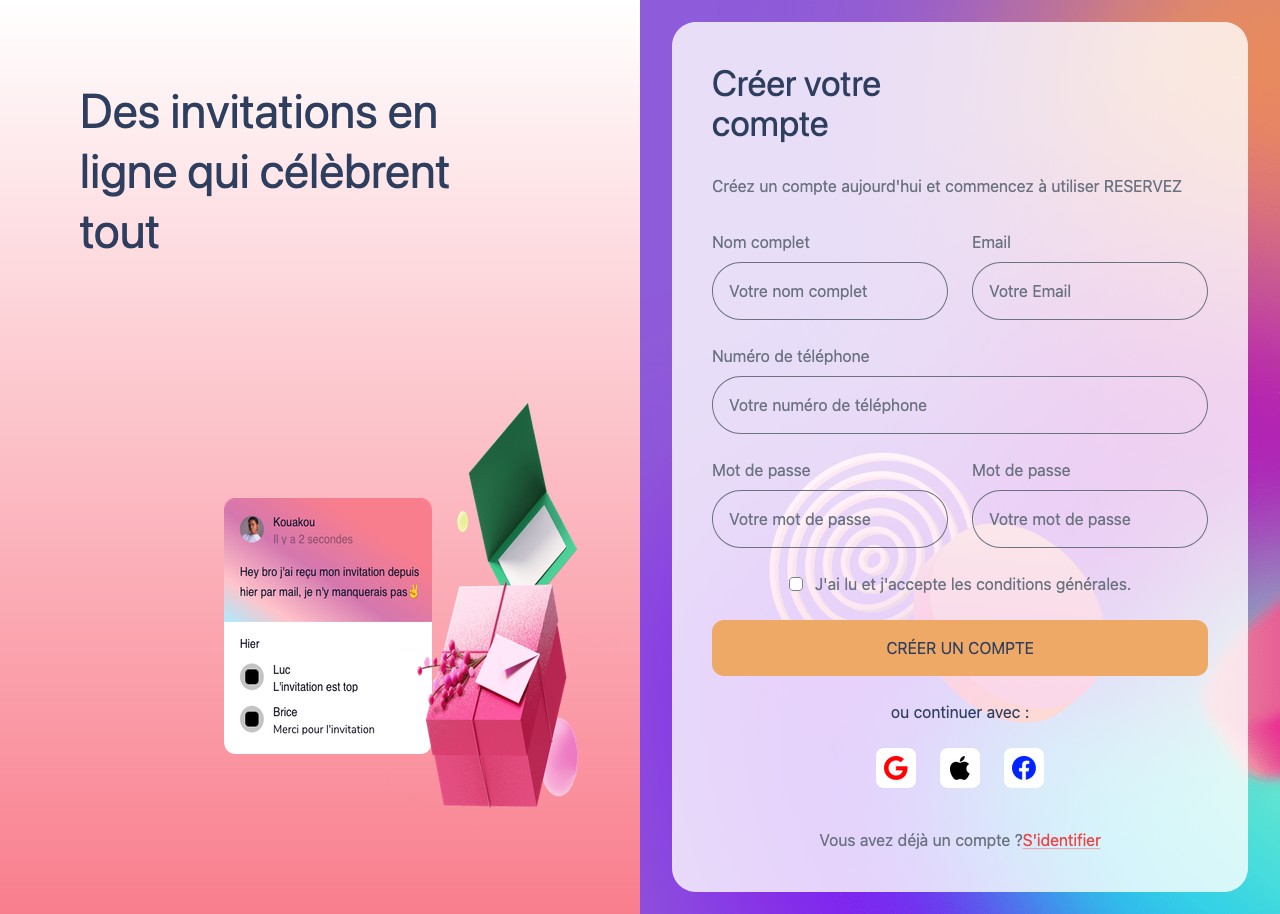 Des invitations en
ligne qui célèbrent
tout
Kouakou
Il y a 2 secondes
Hey bro j'ai reçu mon invitation depuis
hier par mail, je n'y manquerais pas✌️
Hier
Luc
L'invitation est top
Brice
Merci pour l'invitation
Créer votre
compte
Créez un compte aujourd'hui et commencez à utiliser RESERVEZ
Nom complet
Votre nom complet
Email
Votre Email
Numéro de téléphone
Votre numéro de téléphone
Mot de passe
Votre mot de passe
Mot de passe
Votre mot de passe
J'ai lu et j'accepte les conditions générales.
CRÉER UN COMPTE
ou continuer avec :
Vous avez déjà un compte ?S'identifier